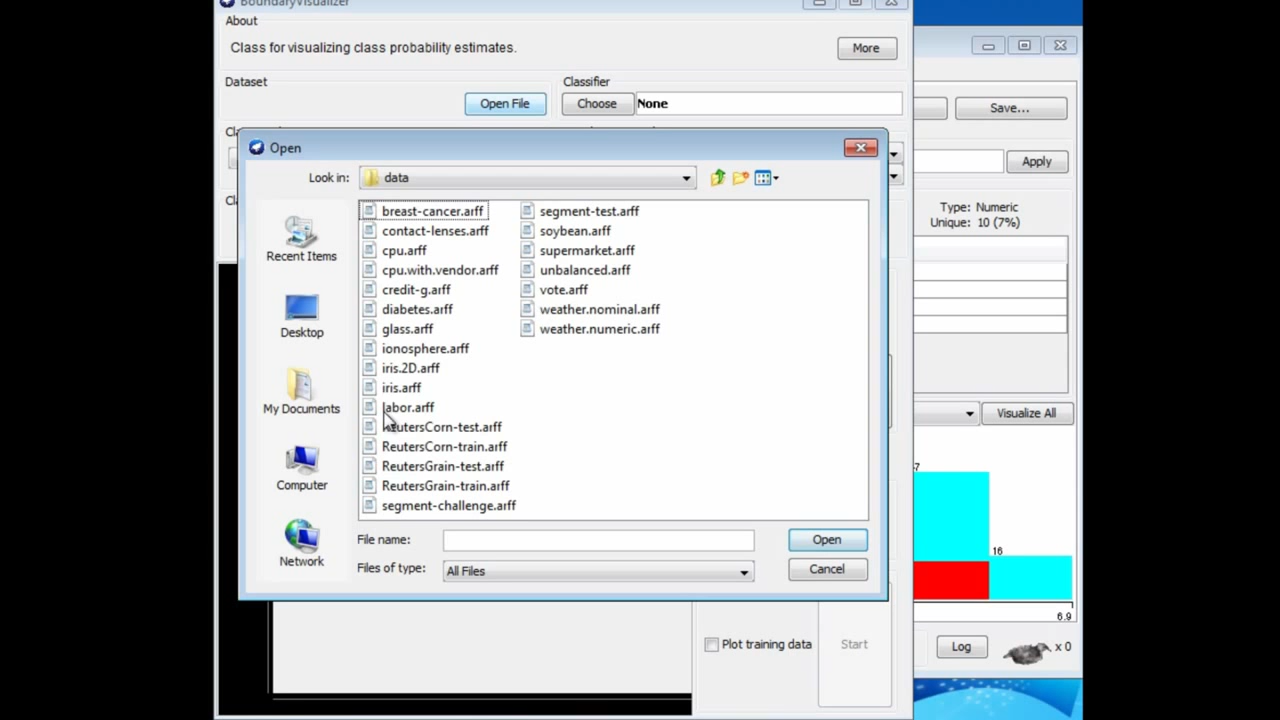 BoundaryVisualizer
About
Class for visualizing class probability estimates.
More
Save...
Dataset
Classifier
Open File
Choose
None
Apply
Open
Look in:
data
breast-cancer.arff
contact-lenses.arff
cpu.arff
cpu.with.vendor.arff
credit-g.arff
diabetes.arff
glass.arff
ionosphere.arff
iris.2D.arff
iris.arff
labor.arff
ReutersCorn-test.arff
ReutersCorn-train.arff
ReutersGrain-test.arff
ReutersGrain-train.arff
segment-challenge.arff
segment-test.arff
soybean.arff
supermarket.arff
unbalanced.arff
vote.arff
weather.nominal.arff
weather.numeric.arff
Recent Items
Desktop
My Documents
Computer
Network
File name:
Open
Files of type:
All Files
Cancel
Type: Numeric
Unique: 10 (7%)
Visualize All
16
6.9
Plot training data
Start
Log
x 0